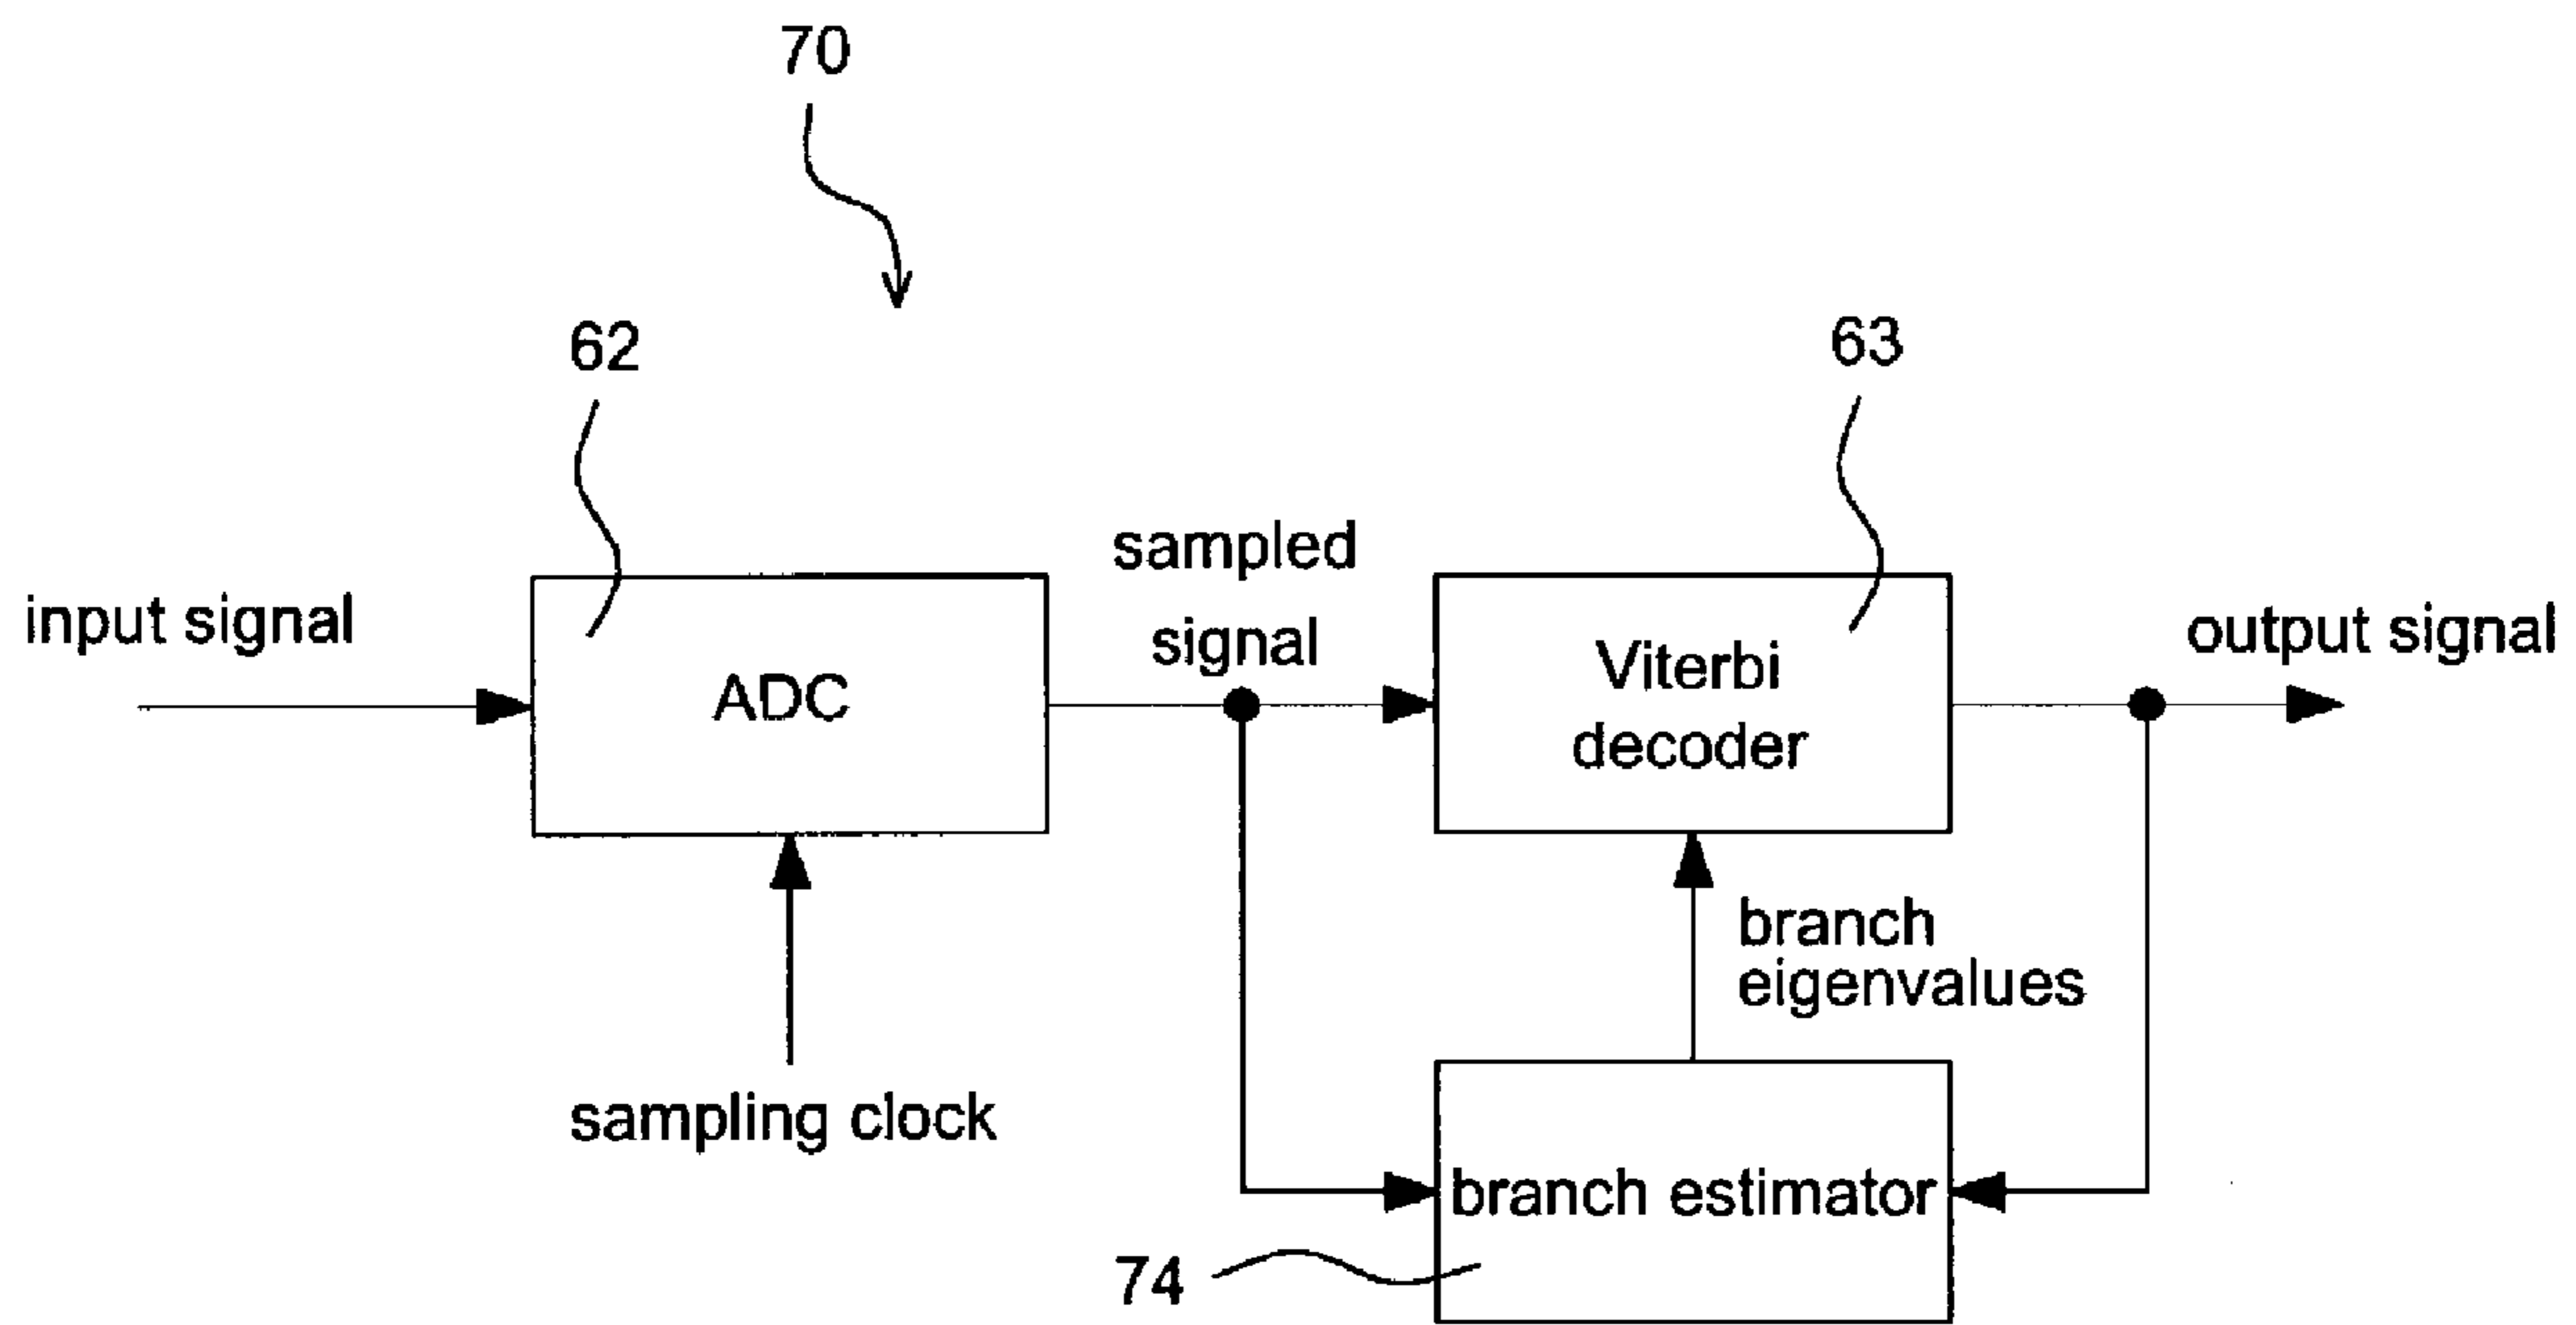 70
62
63
sampled
signal
input signal
ADC
Viterbi
decoder
output signal
branch
eigenvalues
sampling clock
branch estimator
74